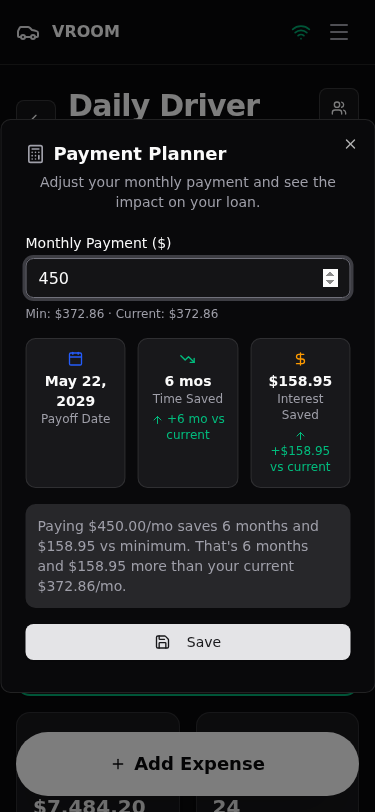 VROOM
Daily Driver
Payment Planner
Adjust your monthly payment and see the
impact on your loan.
Monthly Payment ($)
450
Min: $372.86 · Current: $372.86
May 22,
2029
Payoff Date
6 mos
Time Saved
↑ +6 mo vs
current
$158.95
Interest
Saved
↑
+$158.95
vs current
Paying $450.00/mo saves 6 months and
$158.95 vs minimum. That's 6 months
and $158.95 more than your current
$372.86/mo.
Save
+ Add Expense
$7,484.20
24